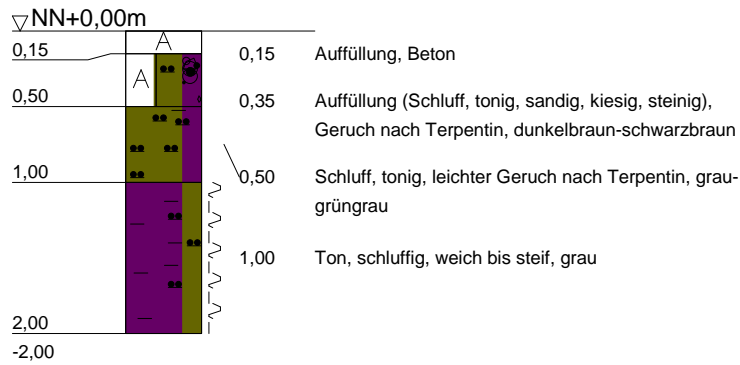 NN+0,00m
A
0,15
0,15 Auffüllung, Beton
A
0,50
0,35 Auffüllung (Schluff, tonig, sandig, kiesig, steinig),
Geruch nach Terpentin, dunkelbraun-schwarzbraun
1,00
0,50 Schluff, tonig, leichter Geruch nach Terpentin, grau-
grüngrau
1,00 Ton, schluffig, weich bis steif, grau
2,00
-2,00